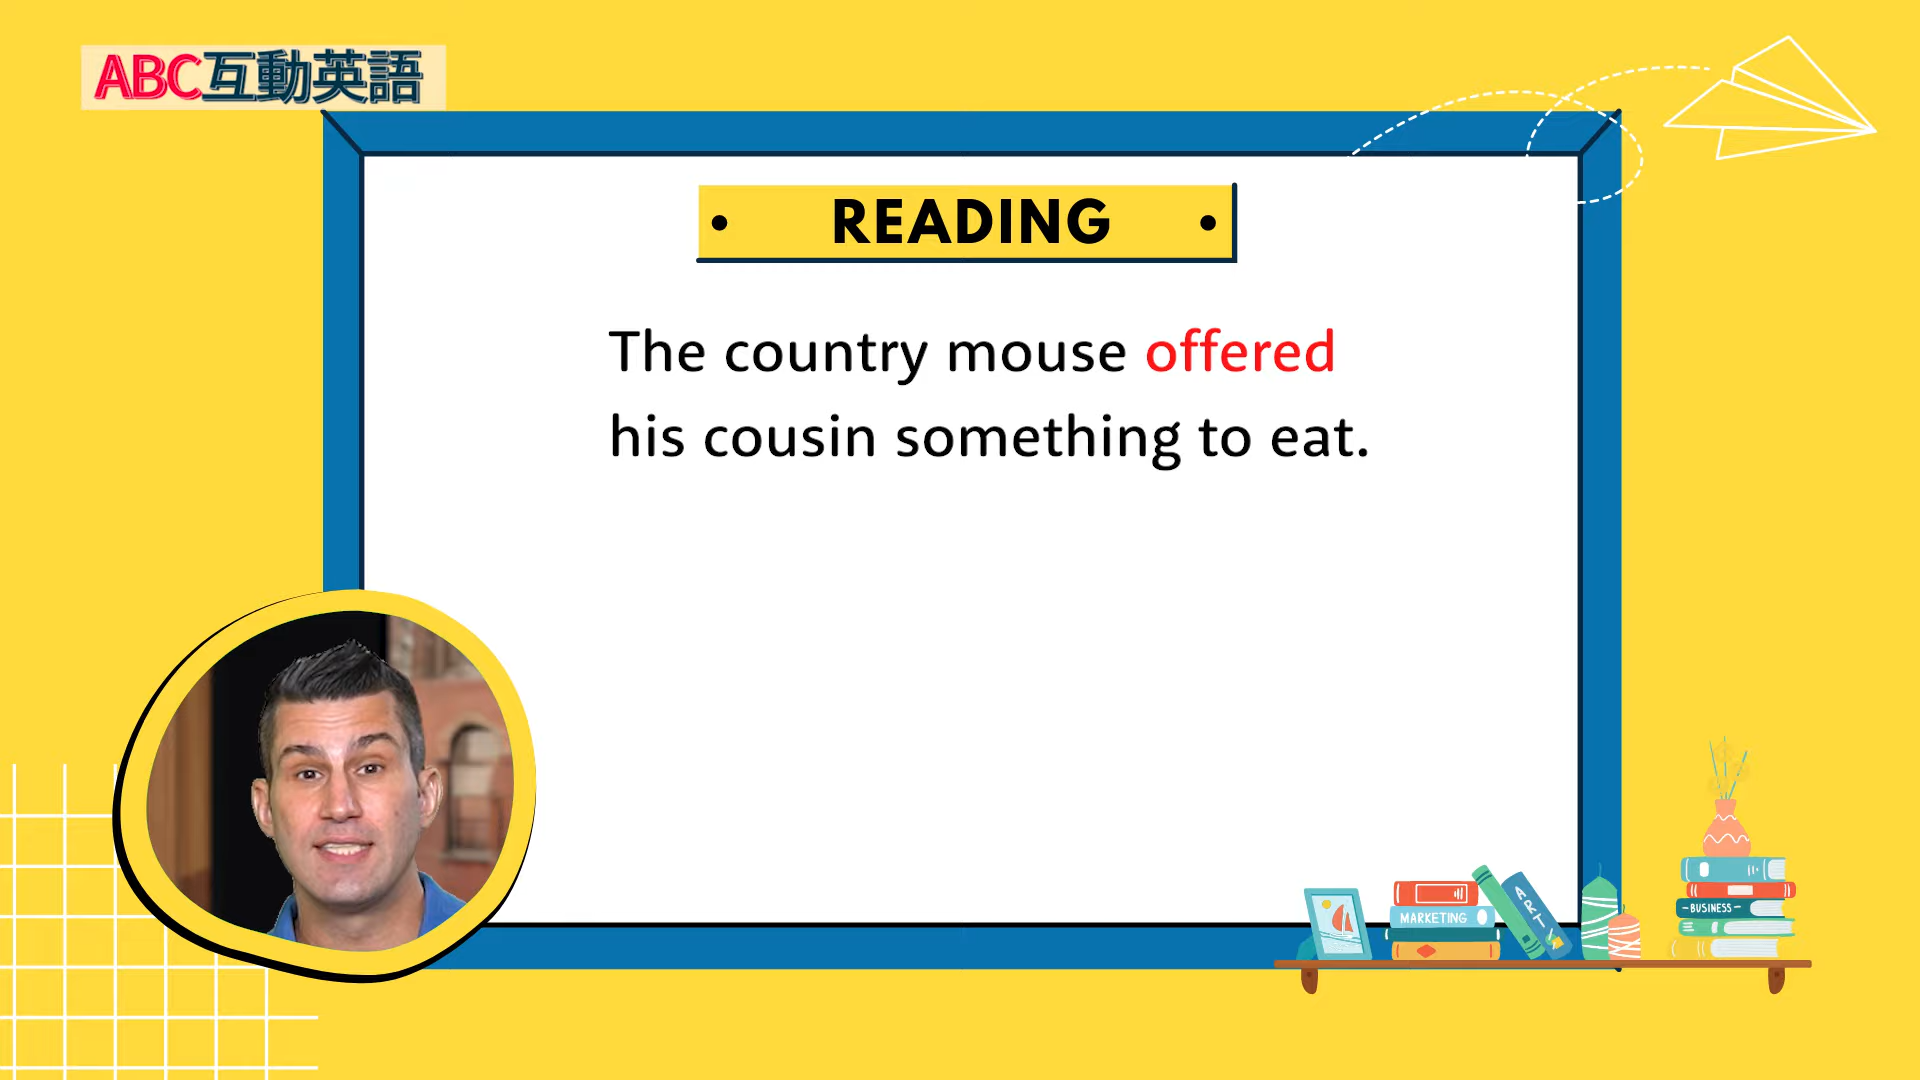 ABC互動英語
• READING •
The country mouse offered
his cousin something to eat.
MARKETING
ART
BUSINESS